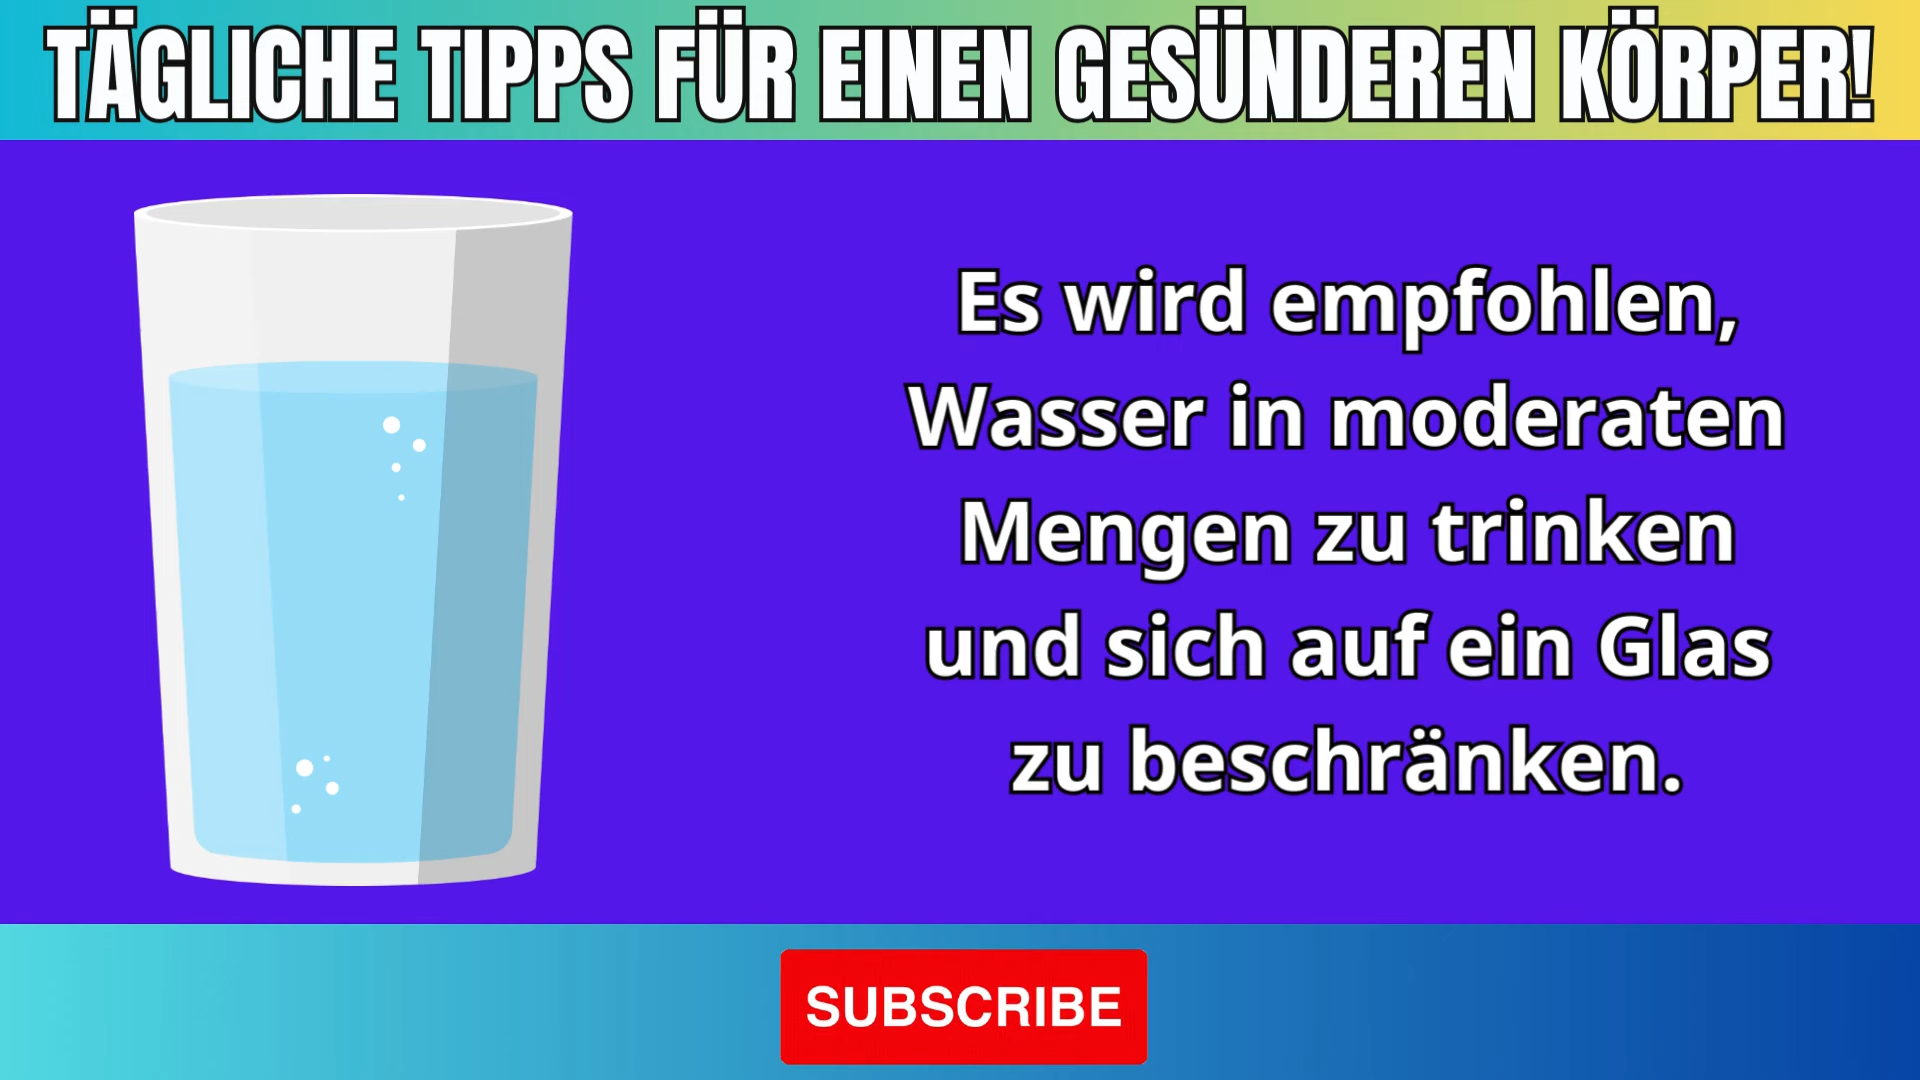 TÄGLICHE TIPPS FÜR EINEN GESÜNDEREN KÖRPER!
Es wird empfohlen,
Wasser in moderaten
Mengen zu trinken
und sich auf ein Glas
zu beschränken.
SUBSCRIBE